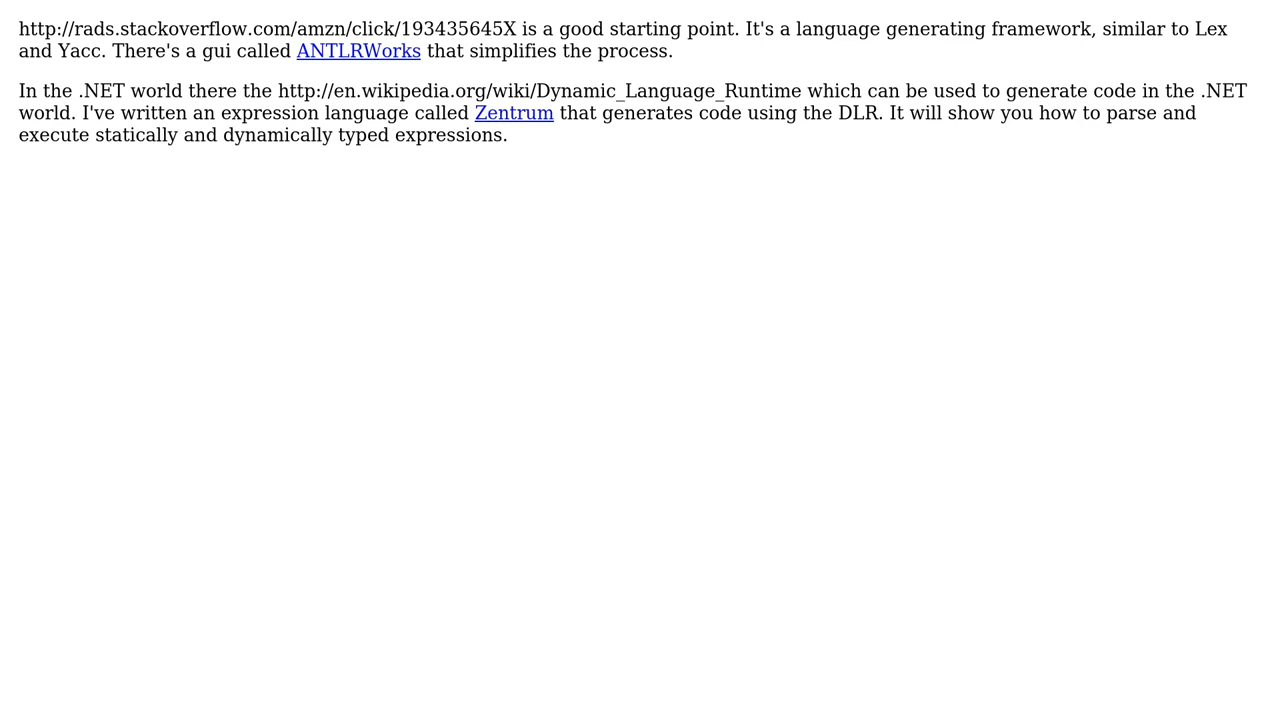 http://rads.stackoverflow.com/amzn/click/193435645X is a good starting point. It's a language generating framework, similar to Lex
and Yacc. There's a gui called ANTLRWorks that simplifies the process.
In the .NET world there the http://en.wikipedia.org/wiki/Dynamic_Language_Runtime which can be used to generate code in the .NET
world. I've written an expression language called Zentrum that generates code using the DLR. It will show you how to parse and
execute statically and dynamically typed expressions.